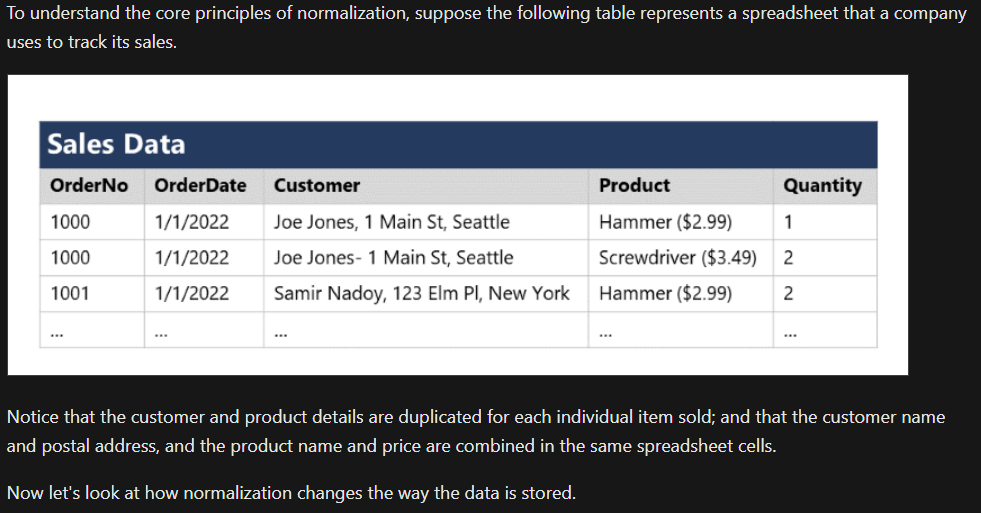 To understand the core principles of normalization, suppose the following table represents a spreadsheet that a company
uses to track its sales.
Sales Data
OrderNo OrderDate Customer Product Quantity
1000 1/1/2022 Joe Jones, 1 Main St, Seattle Hammer ($2.99) 1
1000 1/1/2022 Joe Jones- 1 Main St, Seattle Screwdriver ($3.49) 2
1001 1/1/2022 Samir Nadoy, 123 Elm Pl, New York Hammer ($2.99) 2
... ... ... ... ...
Notice that the customer and product details are duplicated for each individual item sold; and that the customer name
and postal address, and the product name and price are combined in the same spreadsheet cells.
Now let's look at how normalization changes the way the data is stored.